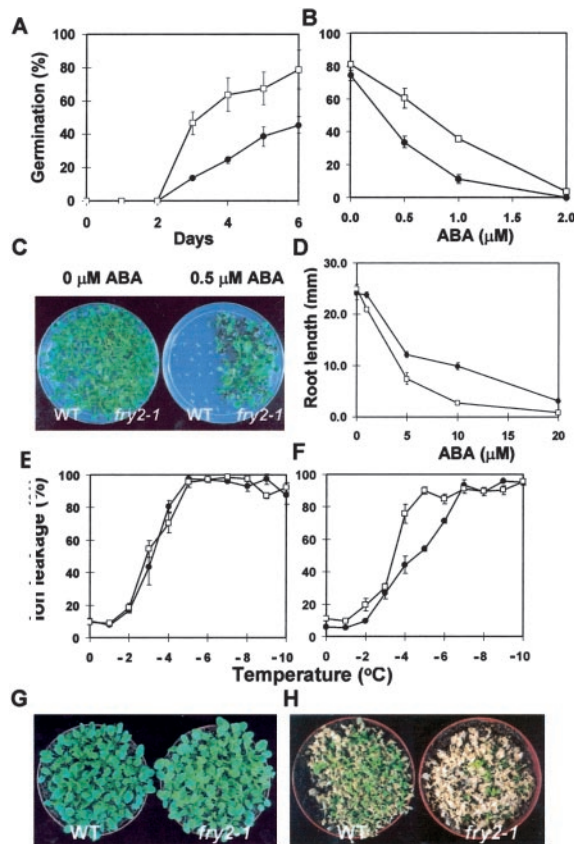 A
B
Germination (%)
100
80
60
40
20
0
0
2
4
6
Days
100
80
60
40
20
0
0.0
0.5
1.0
2.0
ABA (µM)
C
0 µM ABA
0.5 µM ABA
WT
fry2-1
WT
fry2-1
D
Root length (mm)
30.0
20.0
10.0
0.0
0
5
10
20
ABA (µM)
E
F
Ion leakage (%)
100
80
60
40
20
0
0
-2
-4
-6
-8
-10
100
80
60
40
20
0
0
-2
-4
-6
-8
-10
Temperature (°C)
G
H
WT
fry2-1
WT
fry2-1